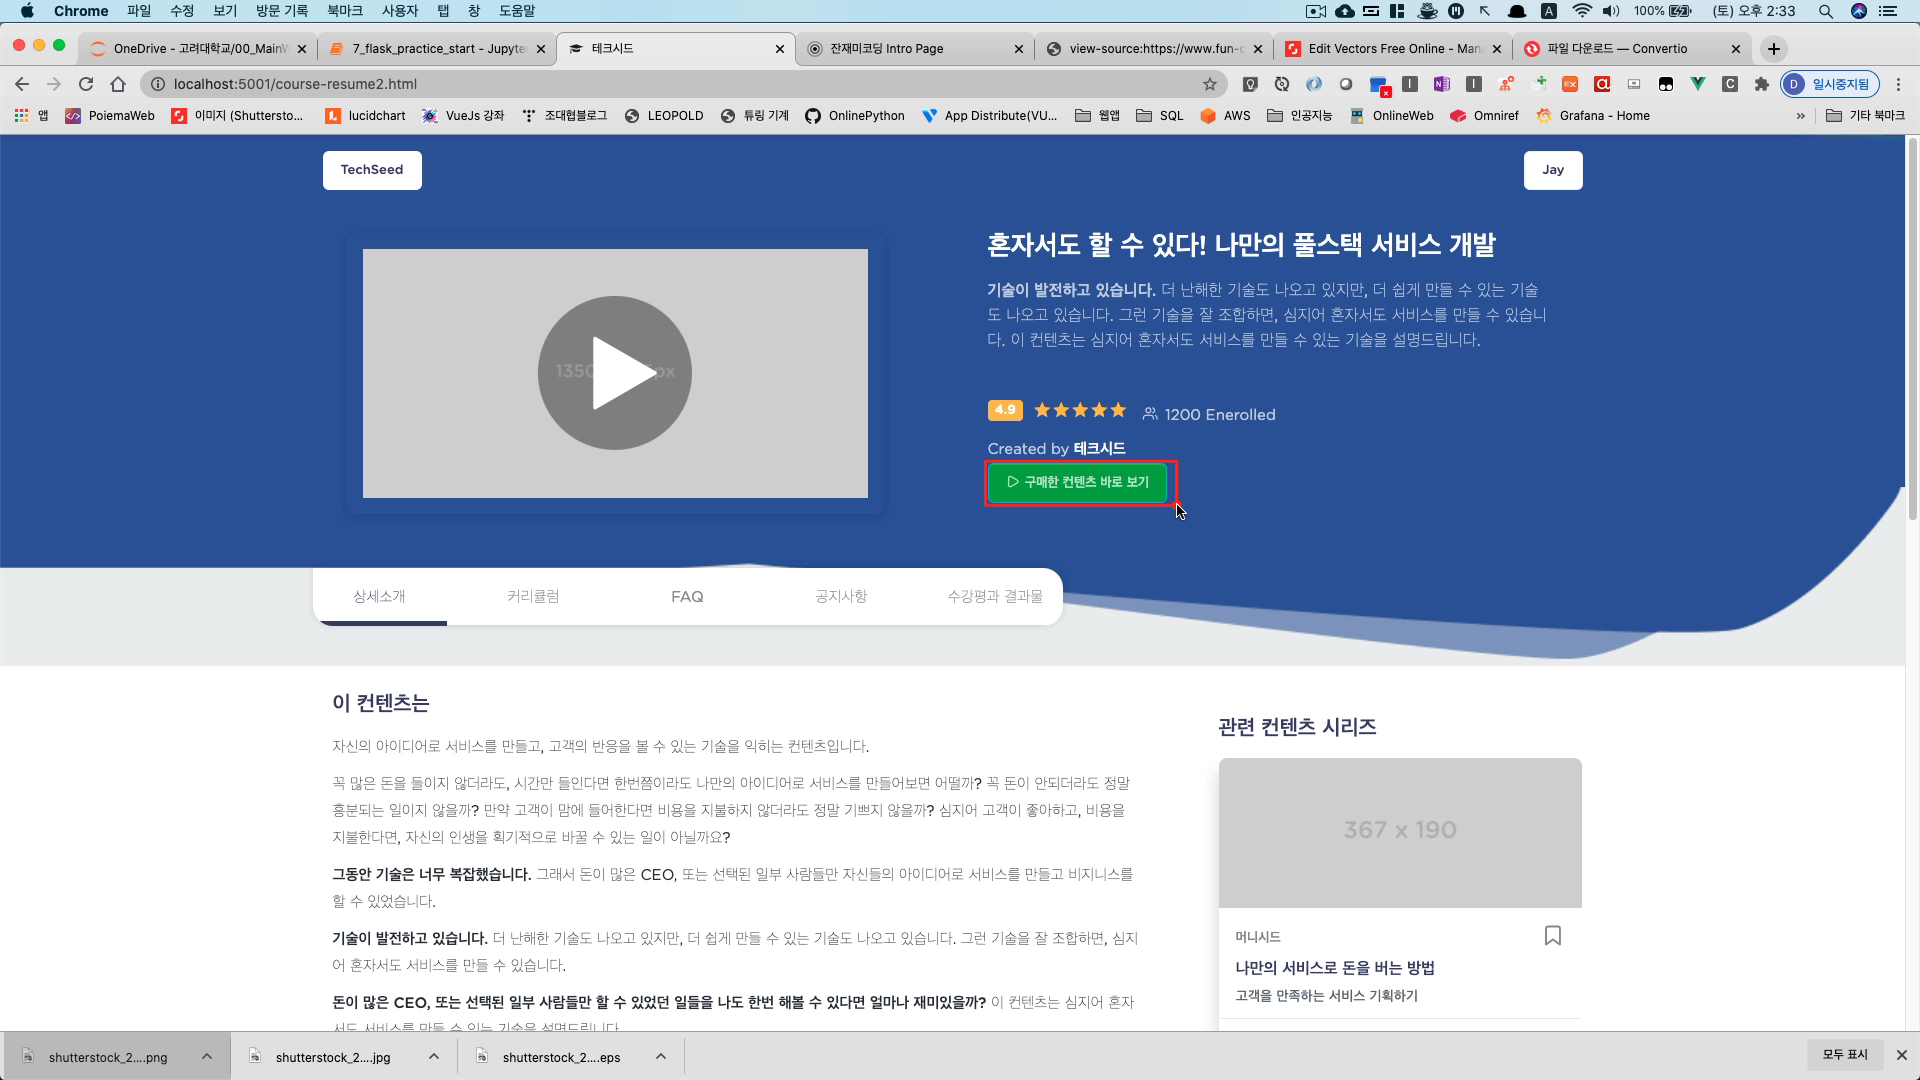 Chrome 파일 수정 보기 방문 기록 북마크 사용자 탭 창 도움말 100% (토) 오후 2:33
OneDrive - 고려대학교/00_Main 7_flask_practice_start - Jupyte 테크시드 잔재미코딩 Intro Page view-source:https://www.fun-c Edit Vectors Free Online - Man 파일 다운로드 — Convertio
localhost:5001/course-resume2.html D 일시중지됨
앱 PoiemaWeb 이미지 (Shuttersto... lucidchart VueJs 강좌 조대협블로그 LEOPOLD 튜링 기계 OnlinePython App Distribute(VU... 웹앱 SQL AWS 인공지능 OnlineWeb Omniref Grafana - Home » 기타 북마크
TechSeed
Jay
혼자서도 할 수 있다! 나만의 풀스택 서비스 개발
기술이 발전하고 있습니다. 더 난해한 기술도 나오고 있지만, 더 쉽게 만들 수 있는 기술
도 나오고 있습니다. 그런 기술을 잘 조합하면, 심지어 혼자서도 서비스를 만들 수 있습니
다. 이 컨텐츠는 심지어 혼자서도 서비스를 만들 수 있는 기술을 설명드립니다.
1350 px
4.9 1200 Enerolled
Created by 테크시드
구매한 컨텐츠 바로 보기
상세소개 커리큘럼 FAQ 공지사항 수강평과 결과물
이 컨텐츠는
자신의 아이디어로 서비스를 만들고, 고객의 반응을 볼 수 있는 기술을 익히는 컨텐츠입니다.
꼭 많은 돈을 들이지 않더라도, 시간만 들인다면 한번쯤이라도 나만의 아이디어로 서비스를 만들어보면 어떨까? 꼭 돈이 안되더라도 정말
흥분되는 일이지 않을까? 만약 고객이 맘에 들어한다면 비용을 지불하지 않더라도 정말 기쁘지 않을까? 심지어 고객이 좋아하고, 비용을
지불한다면, 자신의 인생을 획기적으로 바꿀 수 있는 일이 아닐까요?
그동안 기술은 너무 복잡했습니다. 그래서 돈이 많은 CEO, 또는 선택된 일부 사람들만 자신들의 아이디어로 서비스를 만들고 비지니스를
할 수 있었습니다.
기술이 발전하고 있습니다. 더 난해한 기술도 나오고 있지만, 더 쉽게 만들 수 있는 기술도 나오고 있습니다. 그런 기술을 잘 조합하면, 심지
어 혼자서도 서비스를 만들 수 있습니다.
돈이 많은 CEO, 또는 선택된 일부 사람들만 할 수 있었던 일들을 나도 한번 해볼 수 있다면 얼마나 재미있을까? 이 컨텐츠는 심지어 혼자
서도 서비스를 만들 수 있는 기술을 설명드립니다
관련 컨텐츠 시리즈
367 x 190
머니시드
나만의 서비스로 돈을 버는 방법
고객을 만족하는 서비스 기획하기
shutterstock_2....png shutterstock_2....jpg shutterstock_2....eps 모두 표시